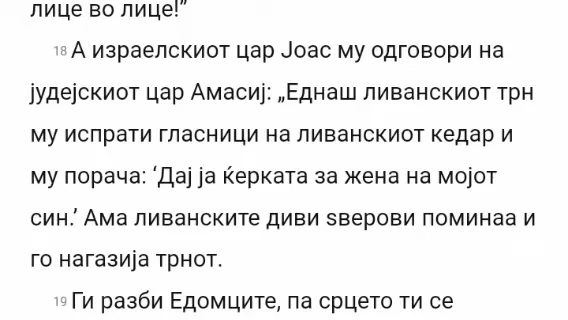 лице во лице!”
18 А израелскиот цар Јоас му одговори на
јудејскиот цар Амасиј: „Еднаш ливанскиот трн
му испрати гласници на ливанскиот кедар и
му порача: ‘Дај ја ќерката за жена на мојот
син.’ Ама ливанските диви ѕверови поминаа и
го нагазија трнот.
19 Ги разби Едомците, па срцето ти се